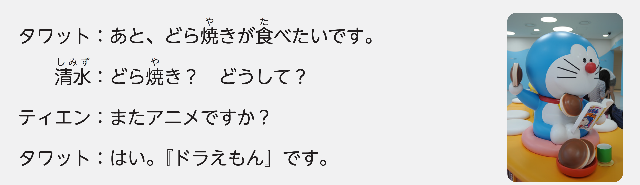 タワット：あと、どら焼きが食べたいです。
清水：どら焼き？　どうして？
ティエン：またアニメですか？
タワット：はい。『ドラえもん』です。